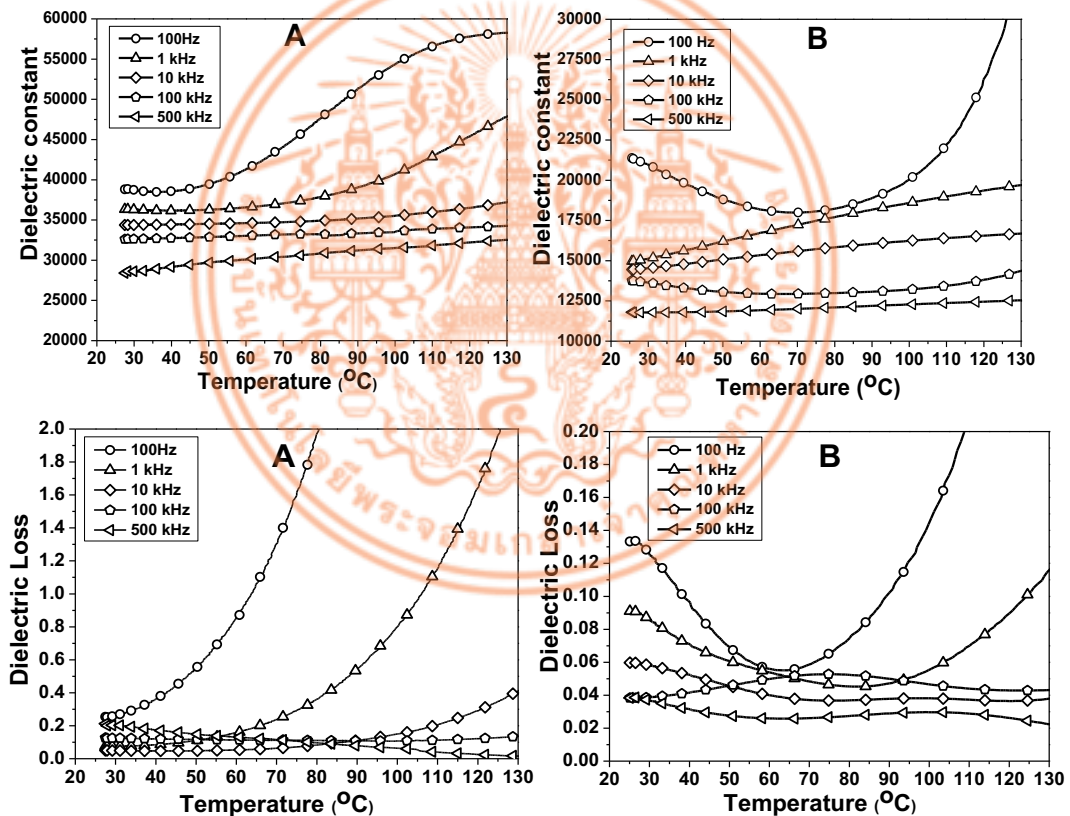 A
100Hz
1 kHz
10 kHz
100 kHz
500 kHz
Dielectric constant
60000
55000
50000
45000
40000
35000
30000
25000
20000
20 30 40 50 60 70 80 90 100 110 120 130
Temperature (°C)
B
100 Hz
1 kHz
10 kHz
100 kHz
500 kHz
Dielectric constant
30000
27500
25000
22500
20000
17500
15000
12500
10000
20 30 40 50 60 70 80 90 100 110 120 130
Temperature (°C)
A
100Hz
1 kHz
10 kHz
100 kHz
500 kHz
Dielectric Loss
2.0
1.8
1.6
1.4
1.2
1.0
0.8
0.6
0.4
0.2
0.0
20 30 40 50 60 70 80 90 100 110 120 130
Temperature (°C)
B
100 Hz
1 kHz
10 kHz
100 kHz
500 kHz
Dielectric Loss
0.20
0.18
0.16
0.14
0.12
0.10
0.08
0.06
0.04
0.02
0.00
20 30 40 50 60 70 80 90 100 110 120 130
Temperature (°C)